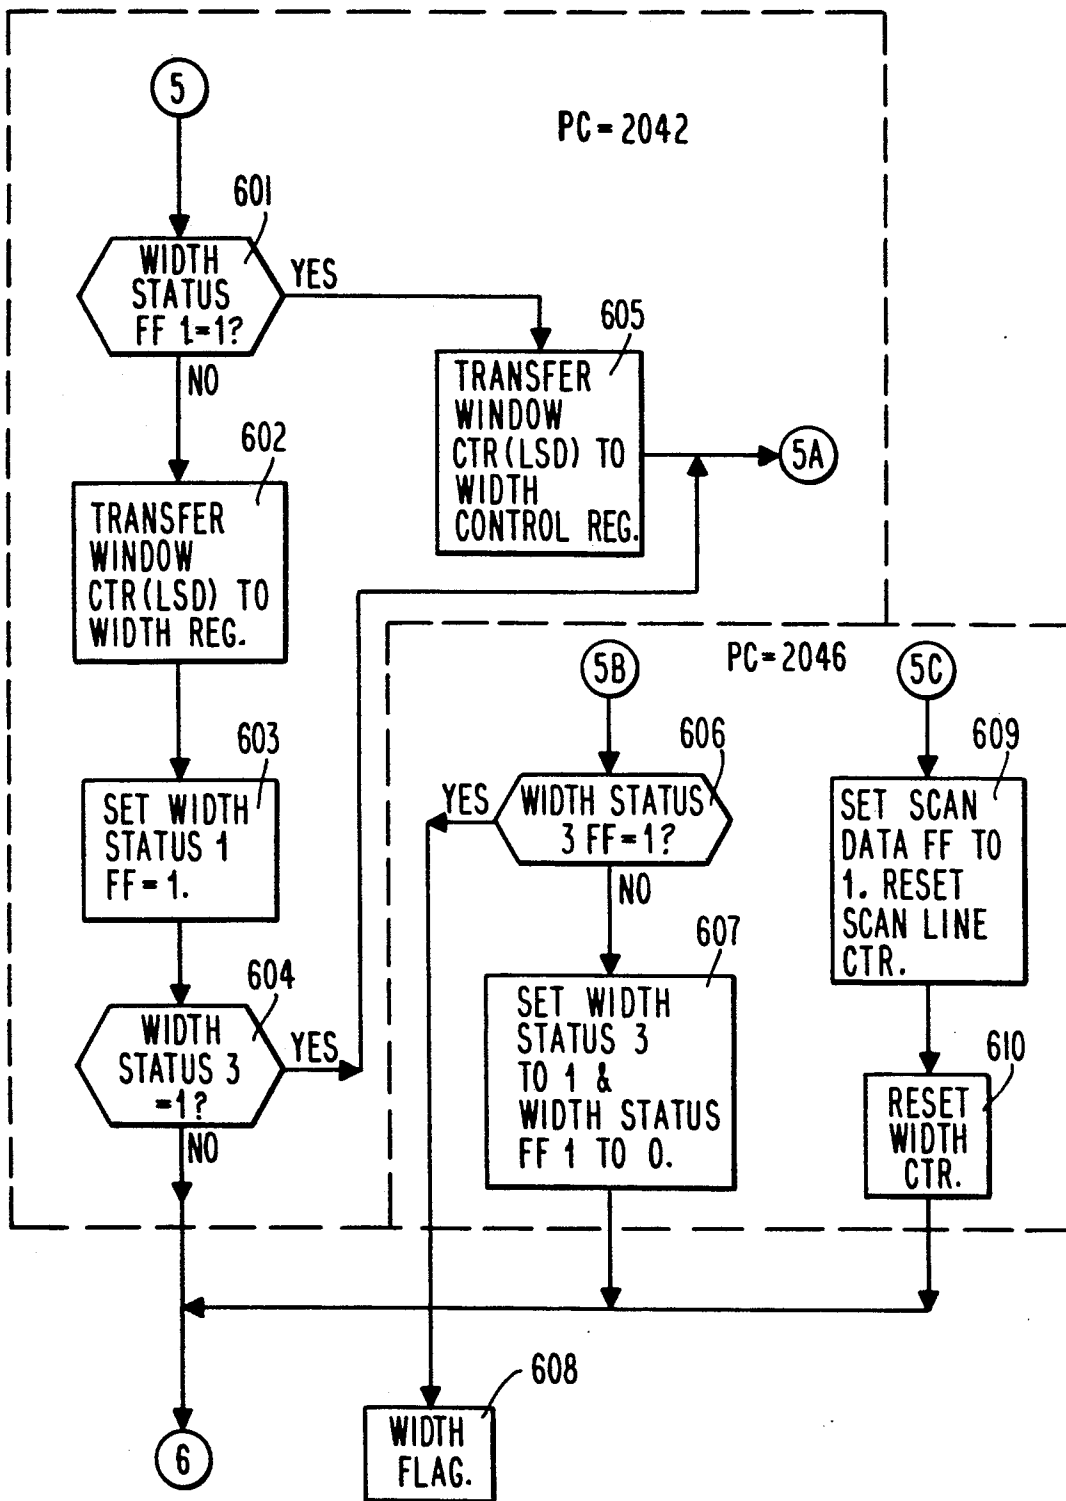 5
PC=2042
601
WIDTH
STATUS
FF 1=1?
YES
NO
605
TRANSFER
WINDOW
CTR(LSD) TO
WIDTH
CONTROL REG.
5A
602
TRANSFER
WINDOW
CTR(LSD) TO
WIDTH REG.
603
SET WIDTH
STATUS 1
FF=1.
604
WIDTH
STATUS 3
=1?
YES
NO
5B
PC=2046
5C
606
YES
WIDTH STATUS
3 FF=1?
NO
607
SET WIDTH
STATUS 3
TO 1 &
WIDTH STATUS
FF 1 TO 0.
609
SET SCAN
DATA FF TO
1. RESET
SCAN LINE
CTR.
610
RESET
WIDTH
CTR.
608
WIDTH
FLAG.
6